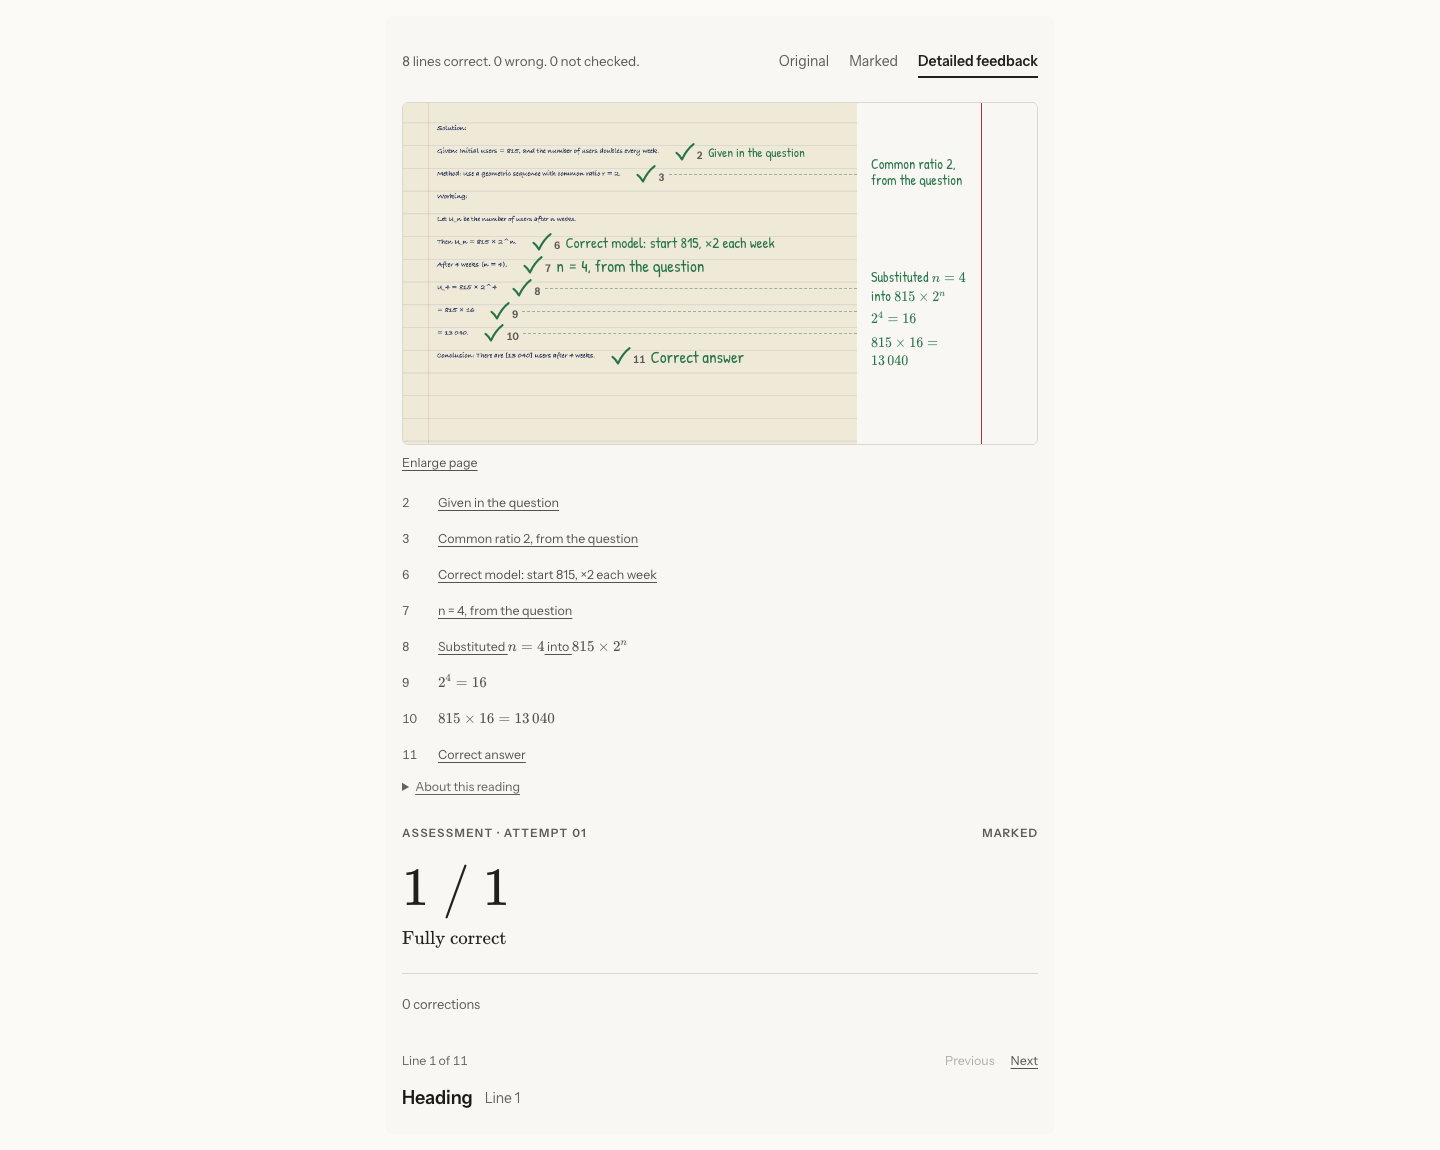 8 lines correct. 0 wrong. 0 not checked.
Original Marked Detailed feedback
Solution:
Given: Initial users = 815, and the number of users doubles every week.
✓ 2 Given in the question
Method: Use a geometric sequence with common ratio r = 2.
✓ 3
Common ratio 2,
from the question
Working:
Let U_n be the number of users after n weeks.
Then U_n = 815 × 2^n.
✓ 6 Correct model: start 815, ×2 each week
After 4 weeks (n = 4),
✓ 7 n = 4, from the question
U_4 = 815 × 2^4
✓ 8
Substituted n = 4
into 815 × 2ⁿ
= 815 × 16
✓ 9
2⁴ = 16
= 13 040.
✓ 10
815 × 16 =
13 040
Conclusion: There are [13 040] users after 4 weeks.
✓ 11 Correct answer
Enlarge page
2 Given in the question
3 Common ratio 2, from the question
6 Correct model: start 815, ×2 each week
7 n = 4, from the question
8 Substituted n = 4 into 815 × 2ⁿ
9 2⁴ = 16
10 815 × 16 = 13 040
11 Correct answer
▶ About this reading
ASSESSMENT · ATTEMPT 01
MARKED
1 / 1
Fully correct
0 corrections
Line 1 of 11
Previous Next
Heading Line 1